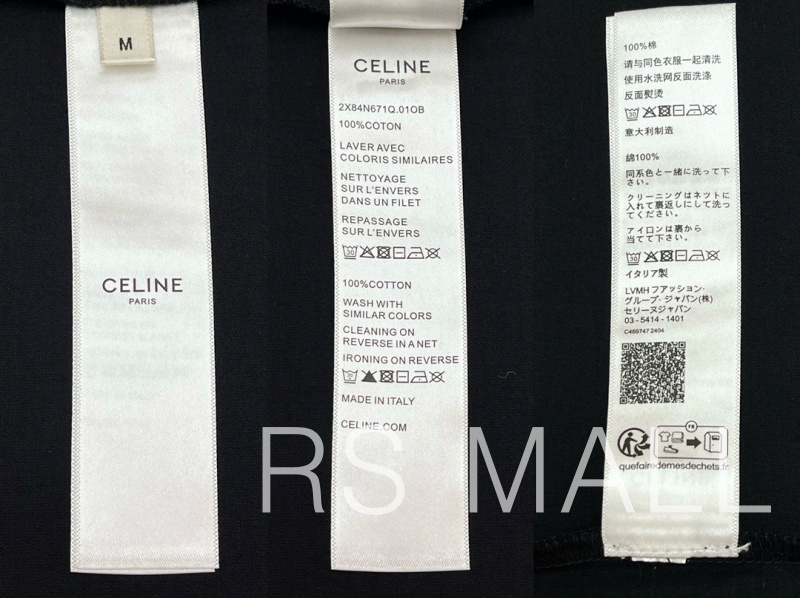 M
CELINE
PARIS
CELINE
PARIS
2X84N671Q.01OB
100%COTON
LAVER AVEC
COLORIS SIMILAIRES
NETTOYAGE
SUR L'ENVERS
DANS UN FILET
REPASSAGE
SUR L'ENVERS
30
100%COTTON
WASH WITH
SIMILAR COLORS
CLEANING ON
REVERSE IN A NET
IRONING ON REVERSE
MADE IN ITALY
CELINE.COM
100%棉
请与同色衣服一起清洗
使用水洗网反面洗涤
反面熨烫
30
意大利制造
綿100%
同系色と一緒に洗って下
さい。
クリーニングはネットに
入れて裏返しにして洗っ
てください。
アイロンは裏から
当てて下さい。
30
イタリア製
LVMH ファッション·
グループ· ジャパン(株)
セリーヌジャパン
03 - 5414 - 1401
C469747 2404
FR
quefairedemesdechets.fr
RS MALL